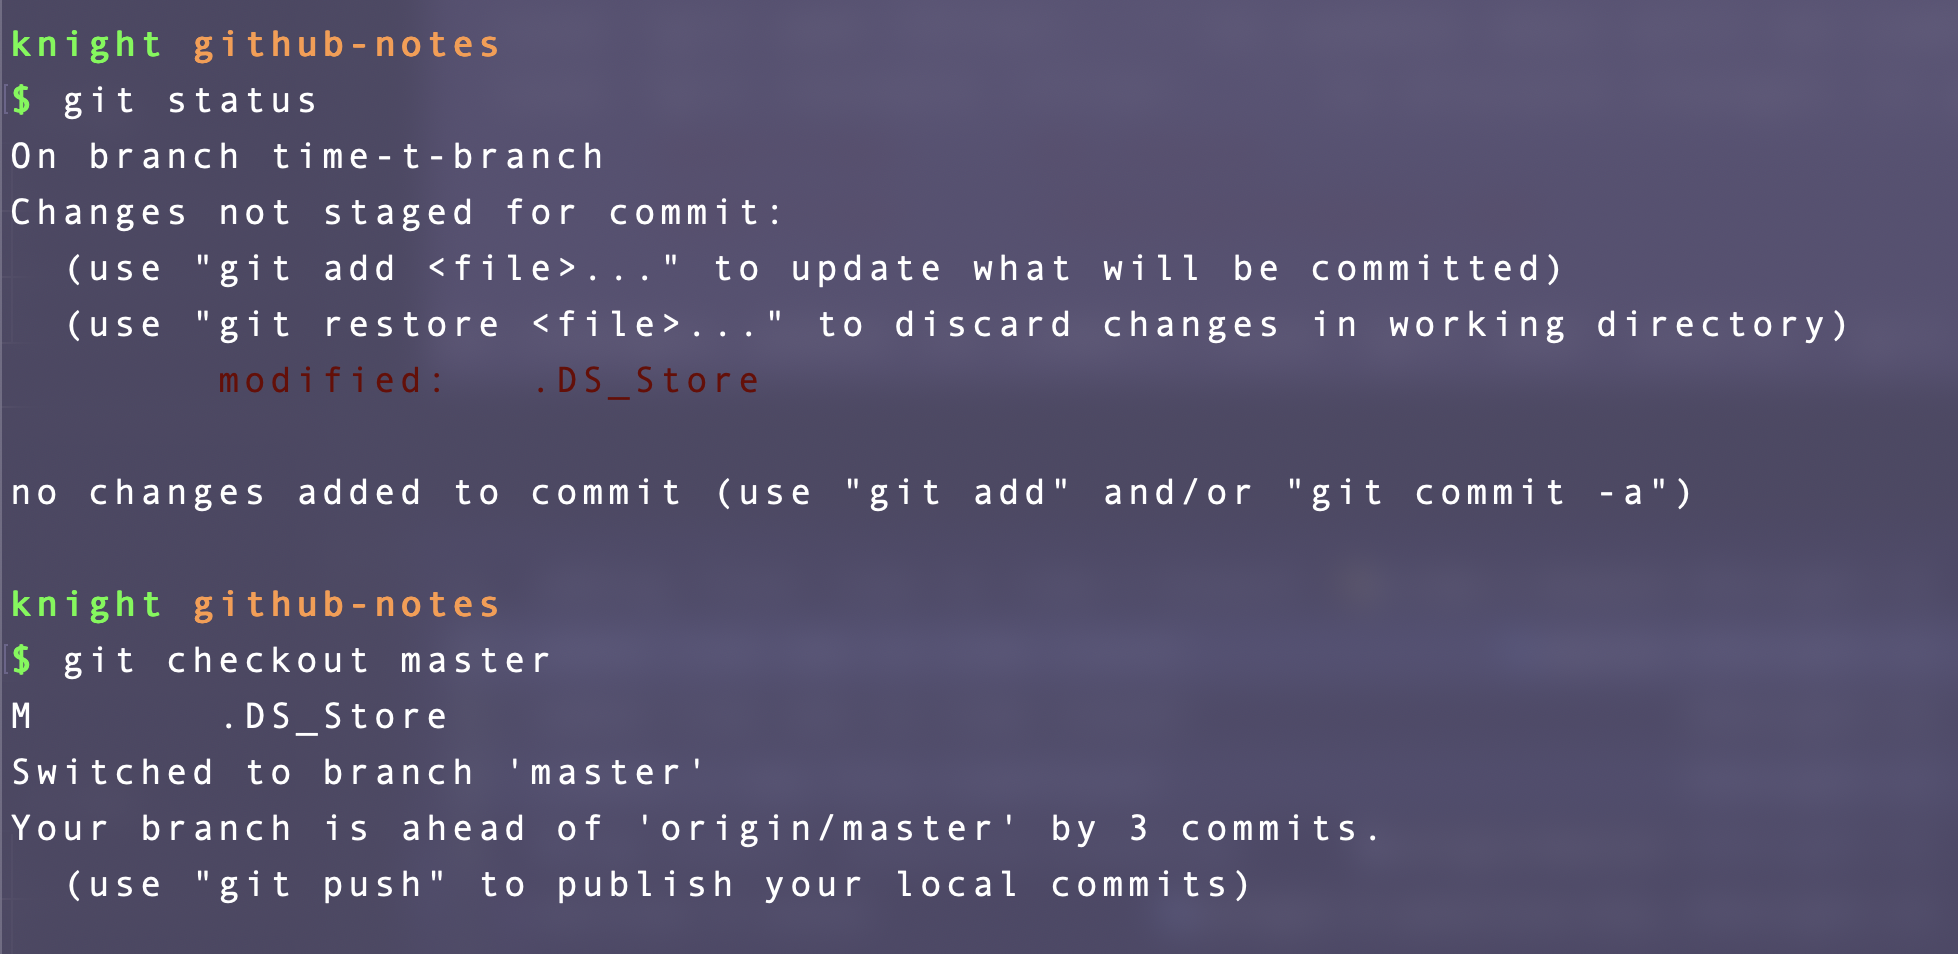 knight github-notes
$ git status
On branch time-t-branch
Changes not staged for commit:
  (use "git add <file>..." to update what will be committed)
  (use "git restore <file>..." to discard changes in working directory)
        modified:   .DS_Store
no changes added to commit (use "git add" and/or "git commit -a")
knight github-notes
$ git checkout master
M       .DS_Store
Switched to branch 'master'
Your branch is ahead of 'origin/master' by 3 commits.
  (use "git push" to publish your local commits)